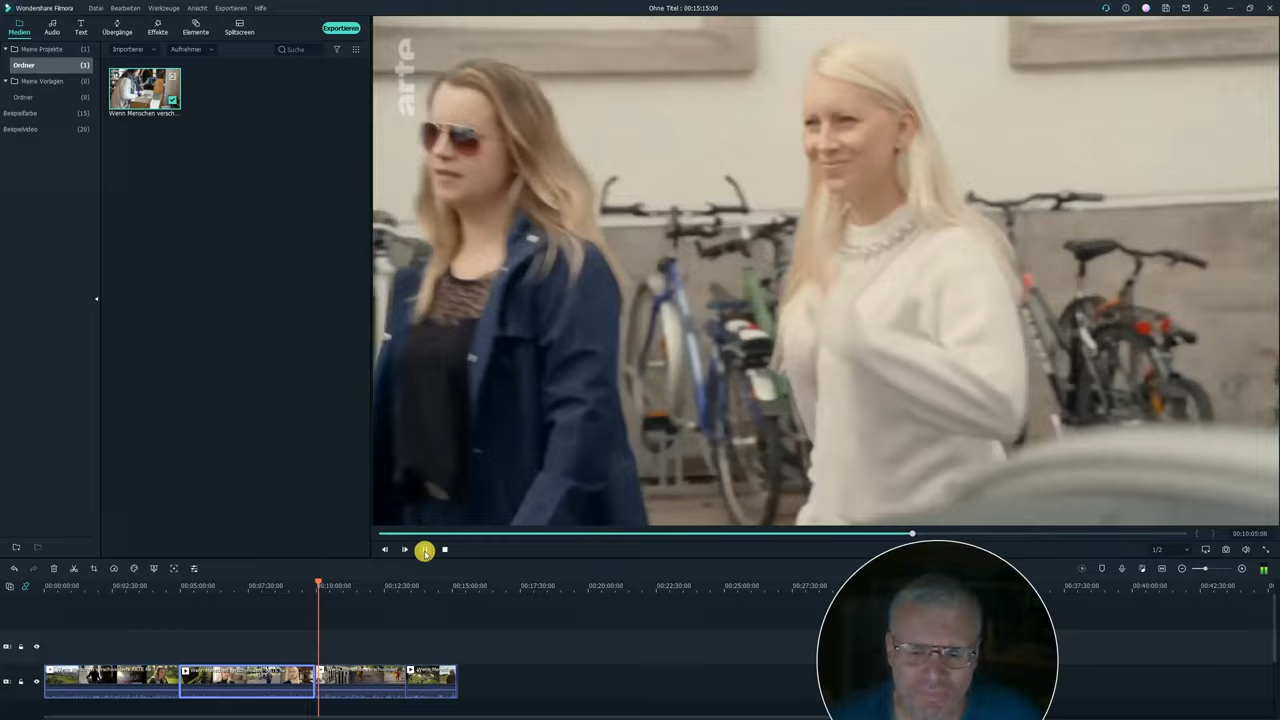 Wondershare Filmora
Datei
Bearbeiten
Werkzeuge
Ansicht
Exportieren
Hilfe
Ohne Titel : 00:15:15:00
Medien
Audio
Text
Übergänge
Effekte
Elemente
Splitscreen
Exportieren
Meine Projekte (1)
Ordner (1)
Meine Vorlagen (0)
Ordner (0)
Beispielfarbe (15)
Beispielvideo (20)
Importieren
Aufnehmen
Suche
Wenn Menschen versch...
arte
00:10:05:08
1/2
00:00:00:00
00:02:30:00
00:05:00:00
00:07:30:00
00:10:00:00
00:12:30:00
00:15:00:00
00:17:30:00
00:20:00:00
00:22:30:00
00:25:00:00
00:27:30:00
00:37:30:00
00:40:00:00
00:42:30:00